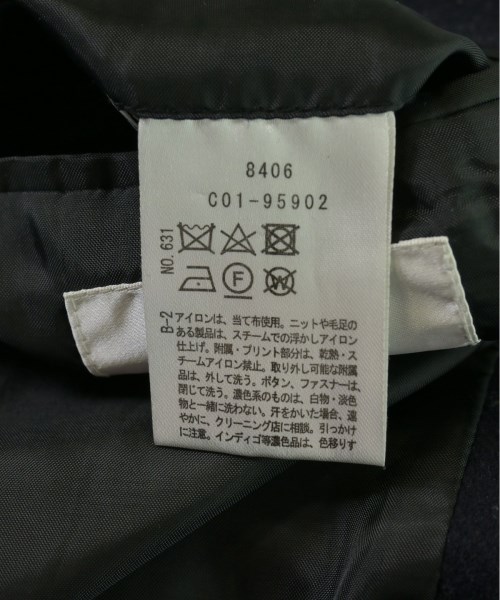 8406
C01-95902
NO.631
F
W
B-2
アイロンは、当て布使用。ニットや毛足の
ある製品は、スチームでの浮かしアイロン
仕上げ。附属・プリント部分は、乾熱・ス
チームアイロン禁止。取り外し可能な附属
品は、外して洗う。ボタン、ファスナーは、
閉じて洗う。濃色系のものは、白物・淡色
物と一緒に洗わない。汗をかいた場合、速
やかに、クリーニング店に相談。引っかけ
に注意。インディゴ等濃色品は、色移りす